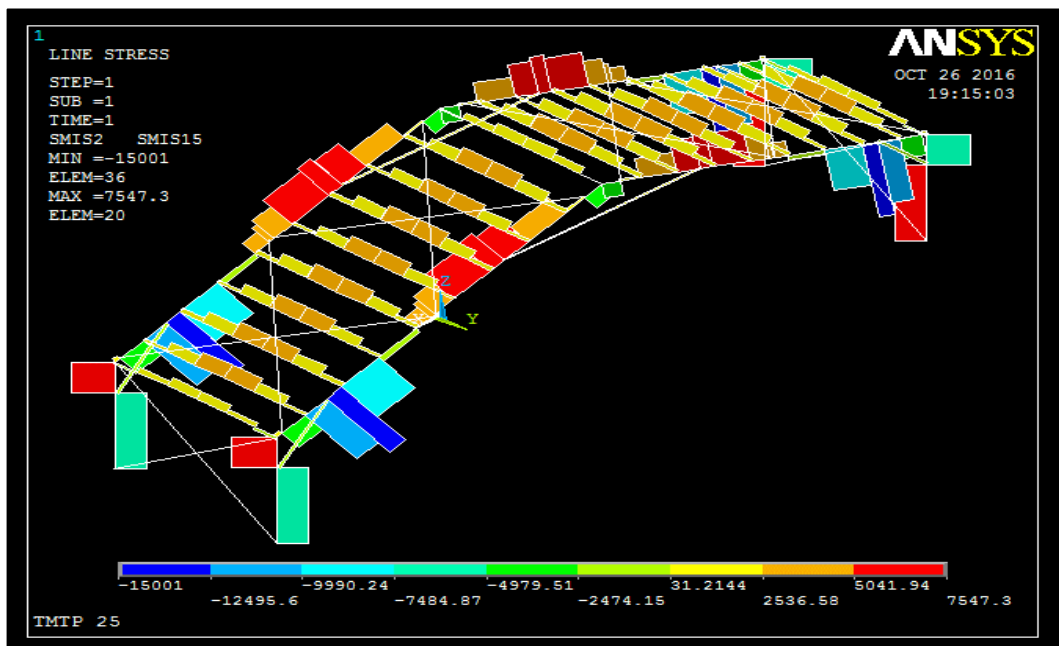 1
LINE STRESS
STEP=1
SUB =1
TIME=1
SMIS2 SMIS15
MIN =-15001
ELEM=36
MAX =7547.3
ELEM=20
ANSYS
OCT 26 2016
19:15:03
Z
X Y
-15001 -9990.24 -4979.51 31.2144 5041.94
-12495.6 -7484.87 -2474.15 2536.58 7547.3
TMTP 25